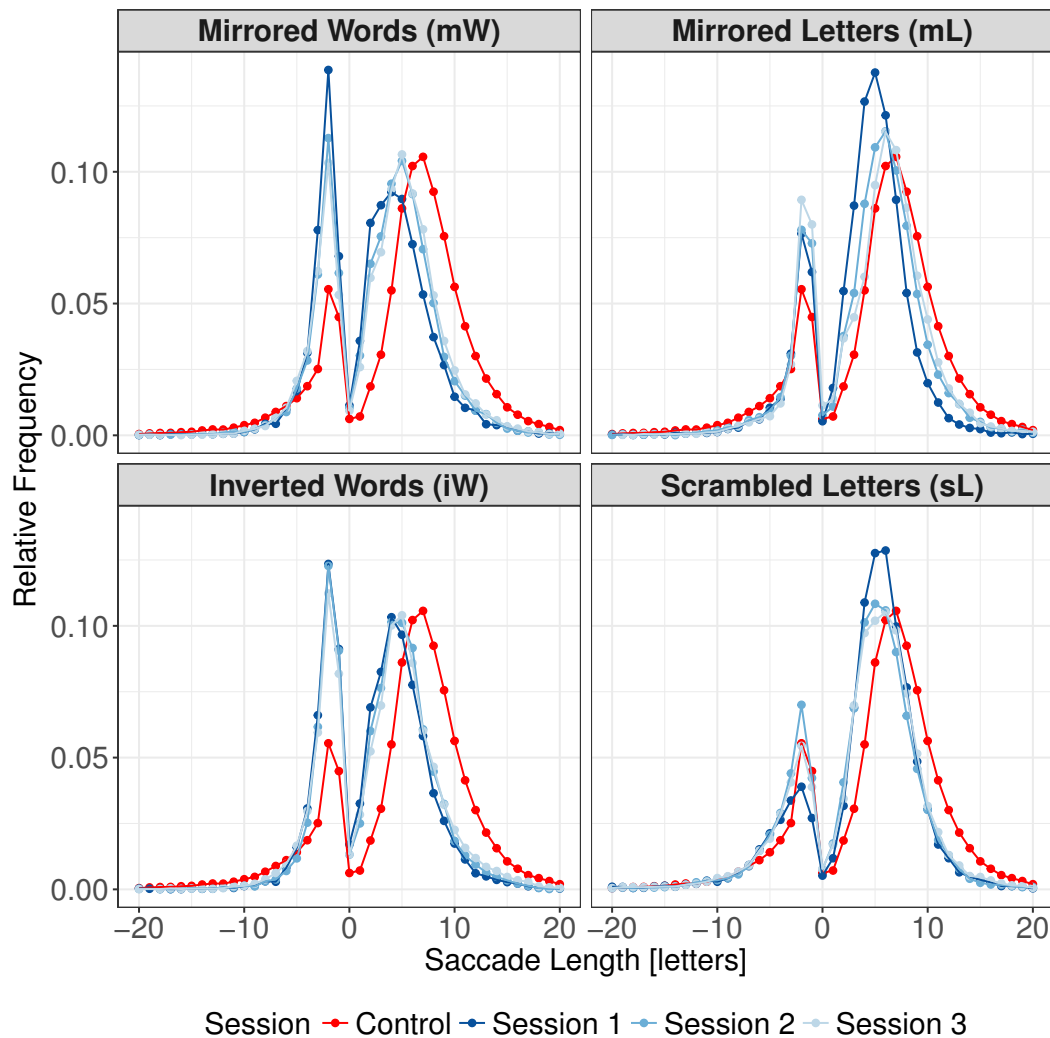 Mirrored Words (mW)
Mirrored Letters (mL)
0.10
0.05
0.00
Inverted Words (iW)
Scrambled Letters (sL)
Relative Frequency
0.10
0.05
0.00
−20 −10 0 10 20
−20 −10 0 10 20
Saccade Length [letters]
Session Control Session 1 Session 2 Session 3